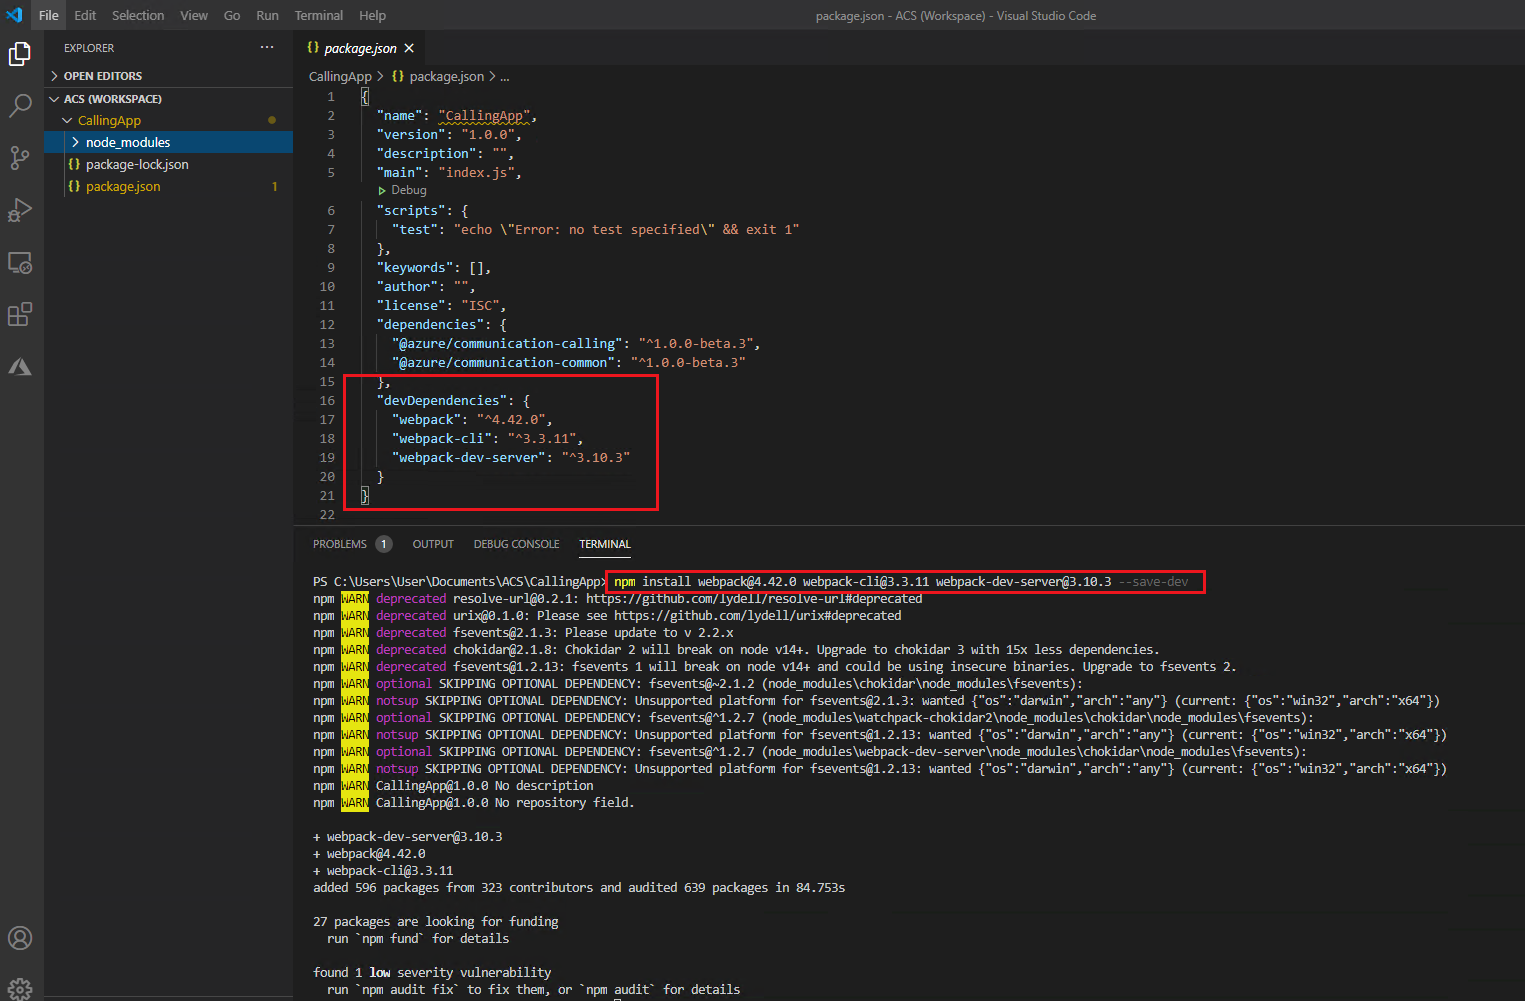 File Edit Selection View Go Run Terminal Help package.json - ACS (Workspace) - Visual Studio Code
EXPLORER ...
OPEN EDITORS
ACS (WORKSPACE)
CallingApp
node_modules
{} package-lock.json
{} package.json 1
{} package.json ×
CallingApp > {} package.json > ...
1 {
2 "name": "CallingApp",
3 "version": "1.0.0",
4 "description": "",
5 "main": "index.js",
Debug
6 "scripts": {
7 "test": "echo \"Error: no test specified\" && exit 1"
8 },
9 "keywords": [],
10 "author": "",
11 "license": "ISC",
12 "dependencies": {
13 "@azure/communication-calling": "^1.0.0-beta.3",
14 "@azure/communication-common": "^1.0.0-beta.3"
15 },
16 "devDependencies": {
17 "webpack": "^4.42.0",
18 "webpack-cli": "^3.3.11",
19 "webpack-dev-server": "^3.10.3"
20 }
21 }
22
PROBLEMS 1 OUTPUT DEBUG CONSOLE TERMINAL
PS C:\Users\User\Documents\ACS\CallingApp> npm install webpack@4.42.0 webpack-cli@3.3.11 webpack-dev-server@3.10.3 --save-dev
npm WARN deprecated resolve-url@0.2.1: https://github.com/lydell/resolve-url#deprecated
npm WARN deprecated urix@0.1.0: Please see https://github.com/lydell/urix#deprecated
npm WARN deprecated fsevents@2.1.3: Please update to v 2.2.x
npm WARN deprecated chokidar@2.1.8: Chokidar 2 will break on node v14+. Upgrade to chokidar 3 with 15x less dependencies.
npm WARN deprecated fsevents@1.2.13: fsevents 1 will break on node v14+ and could be using insecure binaries. Upgrade to fsevents 2.
npm WARN optional SKIPPING OPTIONAL DEPENDENCY: fsevents@~2.1.2 (node_modules\chokidar\node_modules\fsevents):
npm WARN notsup SKIPPING OPTIONAL DEPENDENCY: Unsupported platform for fsevents@2.1.3: wanted {"os":"darwin","arch":"any"} (current: {"os":"win32","arch":"x64"})
npm WARN optional SKIPPING OPTIONAL DEPENDENCY: fsevents@^1.2.7 (node_modules\watchpack-chokidar2\node_modules\chokidar\node_modules\fsevents):
npm WARN notsup SKIPPING OPTIONAL DEPENDENCY: Unsupported platform for fsevents@1.2.13: wanted {"os":"darwin","arch":"any"} (current: {"os":"win32","arch":"x64"})
npm WARN optional SKIPPING OPTIONAL DEPENDENCY: fsevents@^1.2.7 (node_modules\webpack-dev-server\node_modules\chokidar\node_modules\fsevents):
npm WARN notsup SKIPPING OPTIONAL DEPENDENCY: Unsupported platform for fsevents@1.2.13: wanted {"os":"darwin","arch":"any"} (current: {"os":"win32","arch":"x64"})
npm WARN CallingApp@1.0.0 No description
npm WARN CallingApp@1.0.0 No repository field.
+ webpack-dev-server@3.10.3
+ webpack@4.42.0
+ webpack-cli@3.3.11
added 596 packages from 323 contributors and audited 639 packages in 84.753s
27 packages are looking for funding
run `npm fund` for details
found 1 low severity vulnerability
run `npm audit fix` to fix them, or `npm audit` for details